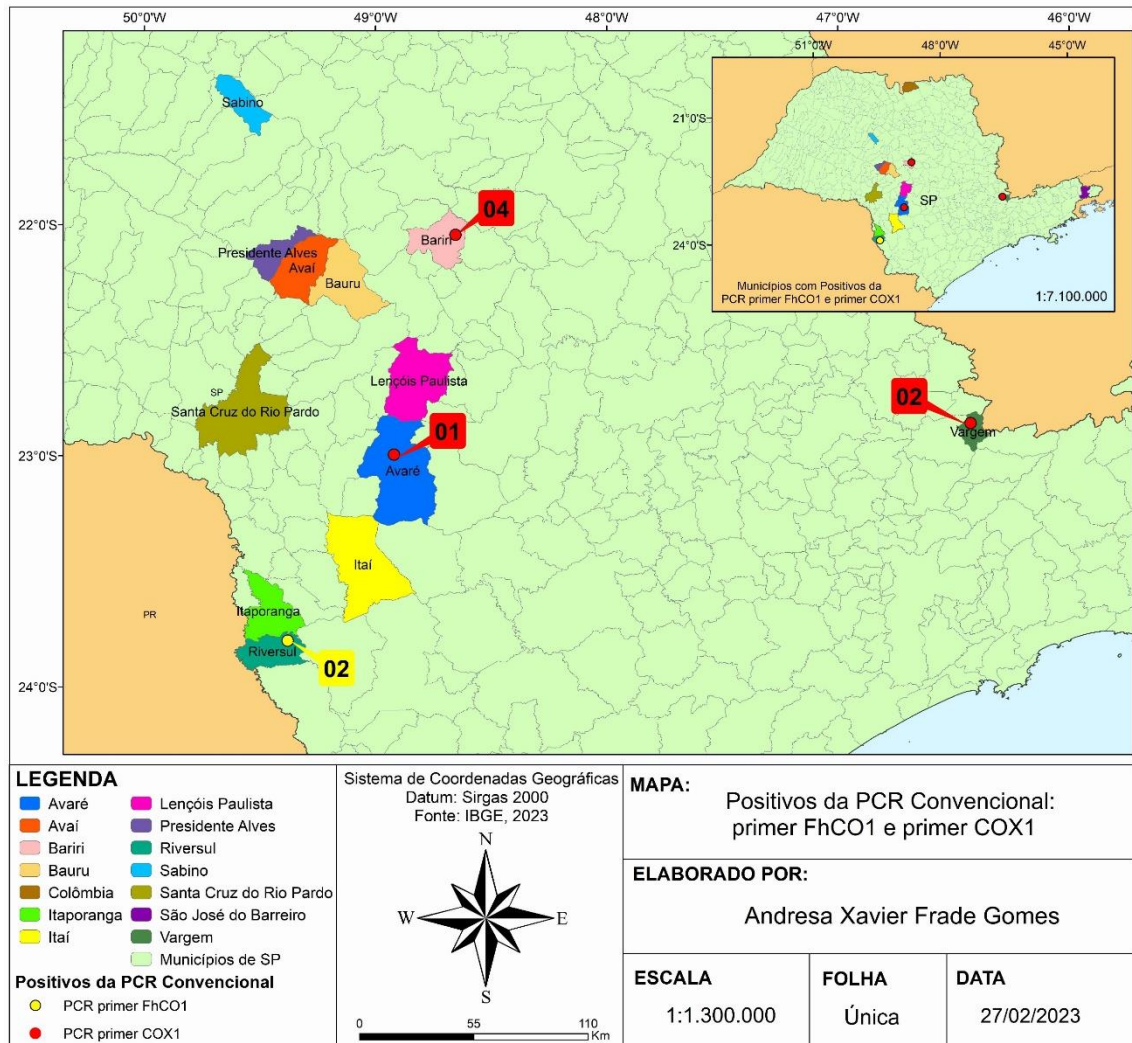 50°0'W 49°0'W 48°0'W 47°0'W 46°0'W
51°0'W 48°0'W 45°0'W
Sabino
21°0'S
22°0'S
04
Bariri
Presidente Alves
Avaí
Bauru
SP
24°0'S
Municípios com Positivos da
PCR primer FhCO1 e primer COX1
1:7.100.000
Lençóis Paulista
SP
Santa Cruz do Rio Pardo
02
Vargem
01
23°0'S
Avaré
Itaí
Itaporanga
PR
Riversul
02
24°0'S
LEGENDA
Avaré
Avaí
Bariri
Bauru
Colômbia
Itaporanga
Itaí
Lençóis Paulista
Presidente Alves
Riversul
Sabino
Santa Cruz do Rio Pardo
São José do Barreiro
Vargem
Municípios de SP
Positivos da PCR Convencional
PCR primer FhCO1
PCR primer COX1
Sistema de Coordenadas Geográficas
Datum: Sirgas 2000
Fonte: IBGE, 2023
N
W E
S
0 55 110
Km
MAPA:
Positivos da PCR Convencional:
primer FhCO1 e primer COX1
ELABORADO POR:
Andresa Xavier Frade Gomes
ESCALA
1:1.300.000
FOLHA
Única
DATA
27/02/2023